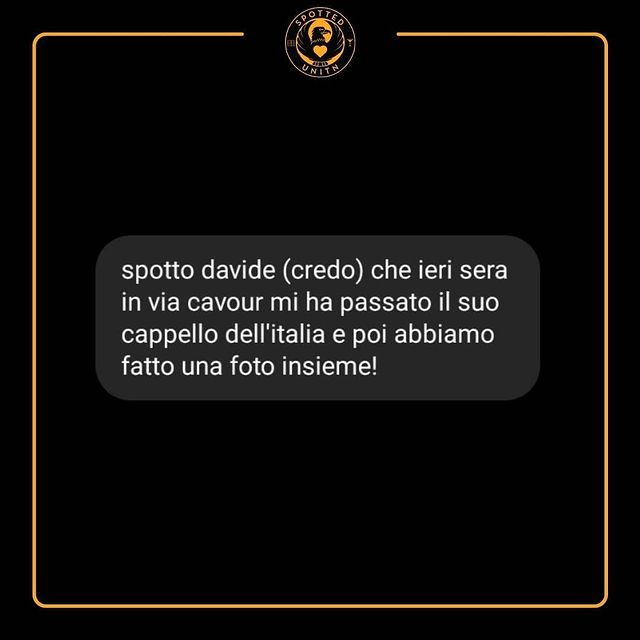 SPOTTED
UNITN
spotto davide (credo) che ieri sera
in via cavour mi ha passato il suo
cappello dell'italia e poi abbiamo
fatto una foto insieme!